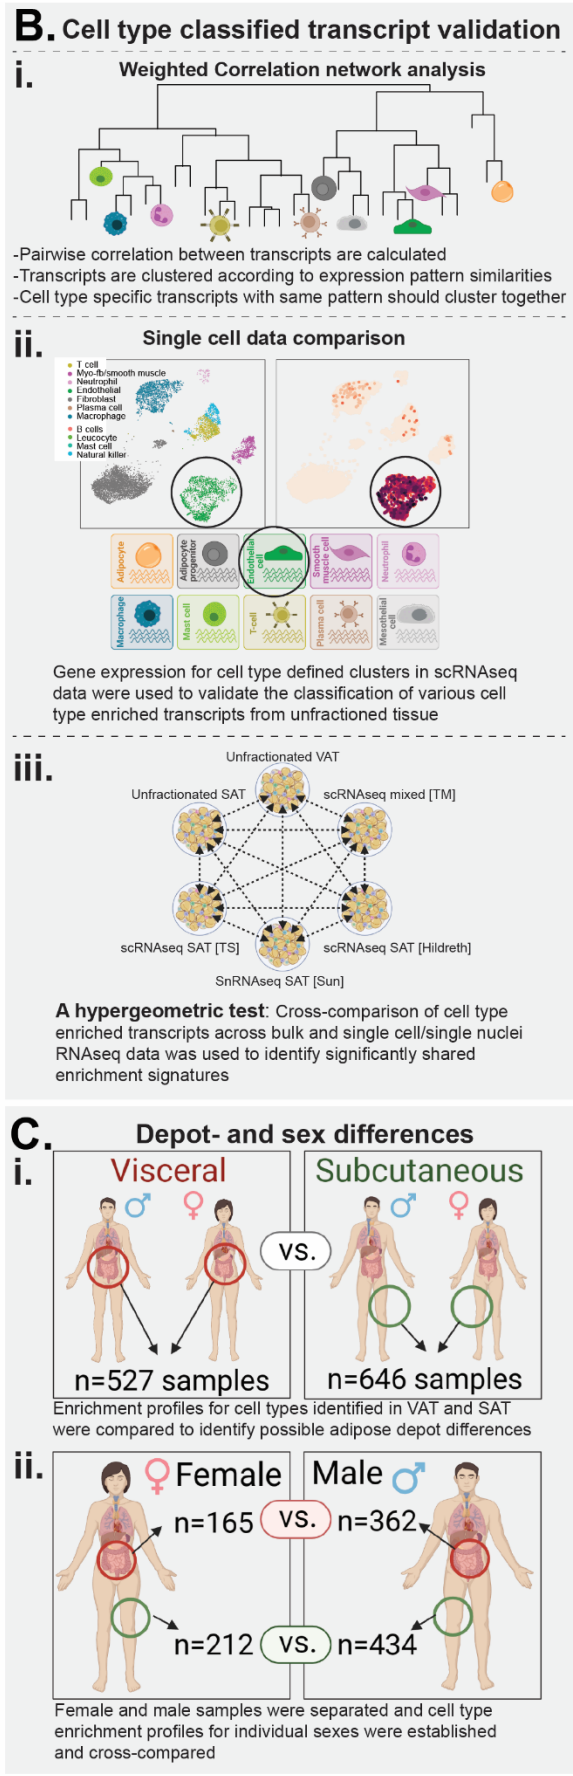 B. Cell type classified transcript validation
i. Weighted Correlation network analysis
-Pairwise correlation between transcripts are calculated
-Transcripts are clustered according to expression pattern similarities
-Cell type specific transcripts with same pattern should cluster together
ii. Single cell data comparison
T cell
Myo-fb/smooth muscle
Neutrophil
Endothelial
Fibroblast
Plasma cell
Macrophage
B cells
Leucocyte
Mast cell
Natural killer
Adipocyte
Adipocyte progenitor
Endothelial cell
Smooth muscle cell
Neutrophil
Macrophage
Mast cell
T-cell
Plasma cell
Mesothelial cell
Gene expression for cell type defined clusters in scRNAseq
data were used to validate the classification of various cell
type enriched transcripts from unfractioned tissue
iii.
Unfractionated VAT
Unfractionated SAT
scRNAseq mixed [TM]
scRNAseq SAT [TS]
scRNAseq SAT [Hildreth]
SnRNAseq SAT [Sun]
A hypergeometric test: Cross-comparison of cell type
enriched transcripts across bulk and single cell/single nuclei
RNAseq data was used to identify significantly shared
enrichment signatures
C. Depot- and sex differences
i.
Visceral
Subcutaneous
♂ ♀
♂ ♀
vs.
n=527 samples
n=646 samples
Enrichment profiles for cell types identified in VAT and SAT
were compared to identify possible adipose depot differences
ii.
♀ Female
Male ♂
n=165 vs. n=362
n=212 vs. n=434
Female and male samples were separated and cell type
enrichment profiles for individual sexes were established
and cross-compared